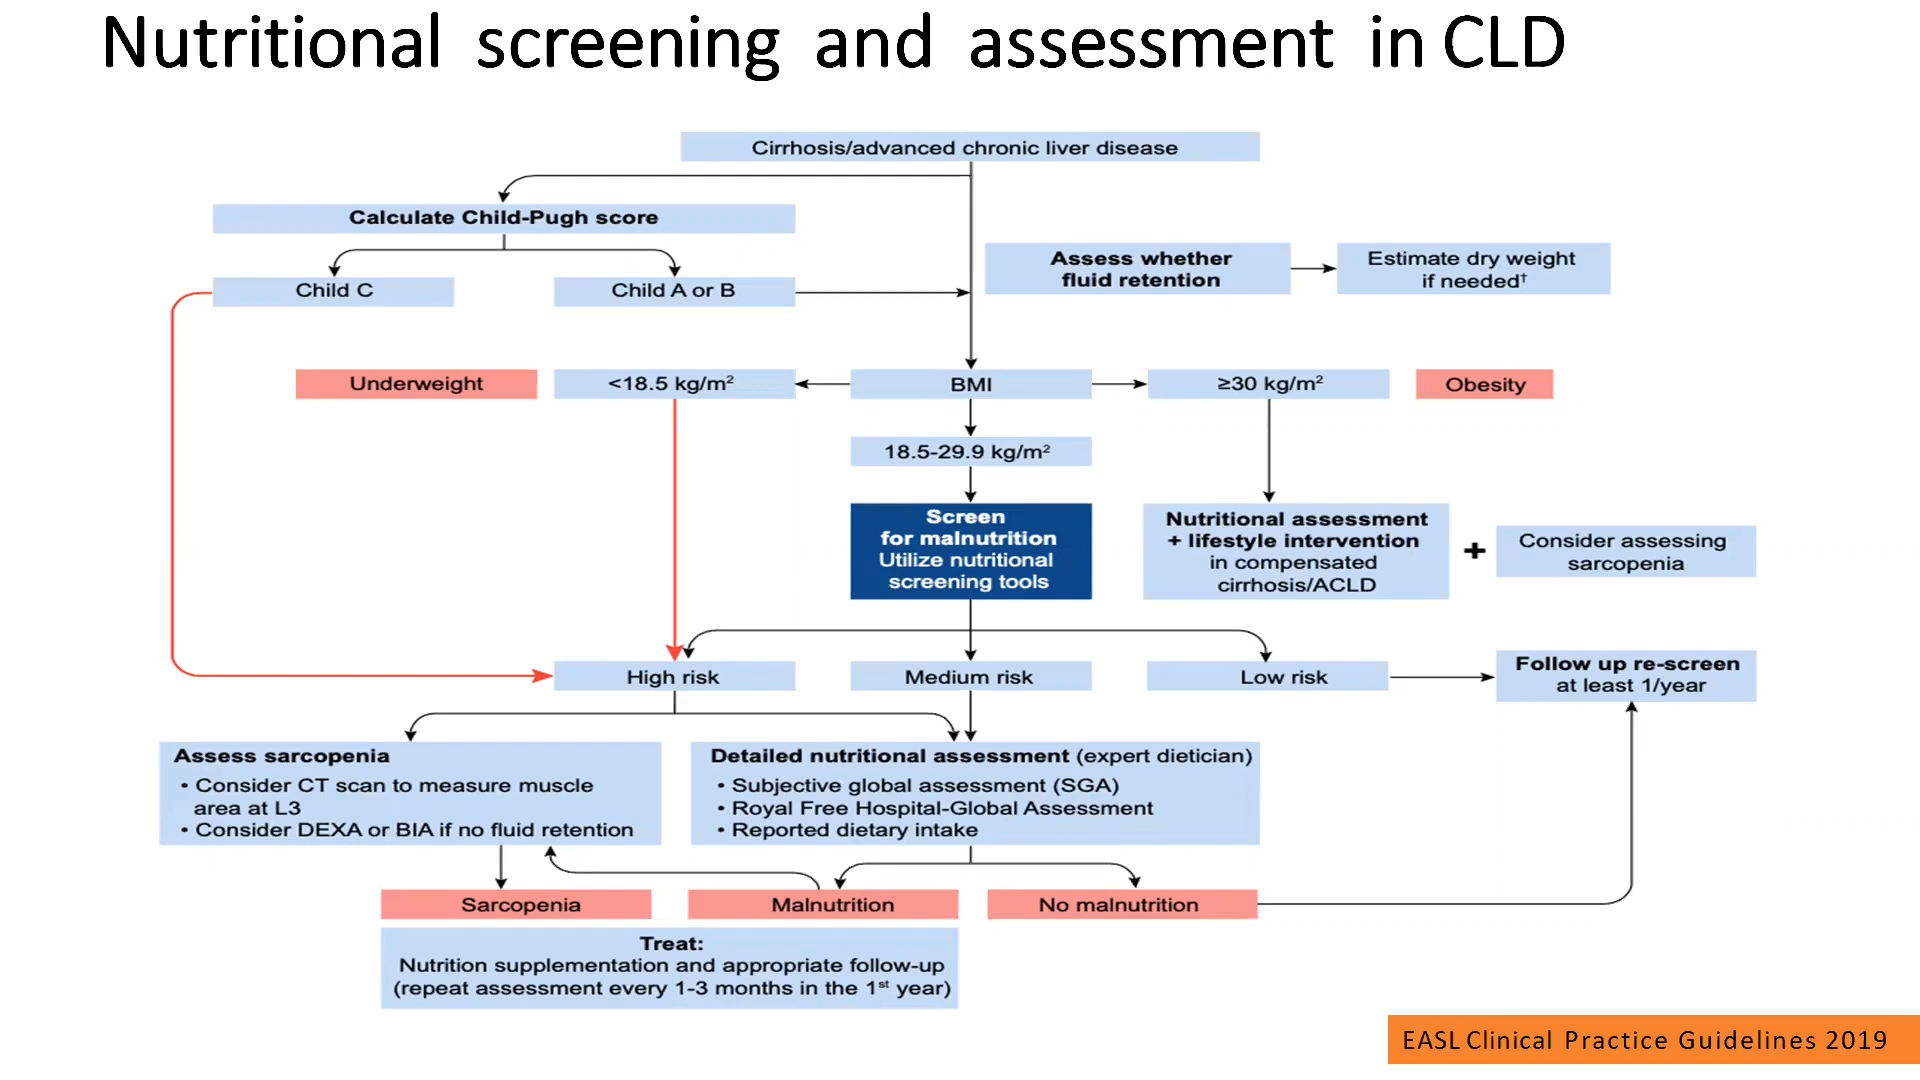 Nutritional screening and assessment in CLD
Cirrhosis/advanced chronic liver disease
Calculate Child-Pugh score
Assess whether
fluid retention
Estimate dry weight
if needed†
Child C
Child A or B
Underweight
<18.5 kg/m²
BMI
≥30 kg/m²
Obesity
18.5-29.9 kg/m²
Screen
for malnutrition
Utilize nutritional
screening tools
Nutritional assessment
+ lifestyle intervention
in compensated
cirrhosis/ACLD
+
Consider assessing
sarcopenia
High risk
Medium risk
Low risk
Follow up re-screen
at least 1/year
Assess sarcopenia
• Consider CT scan to measure muscle
area at L3
• Consider DEXA or BIA if no fluid retention
Detailed nutritional assessment (expert dietician)
• Subjective global assessment (SGA)
• Royal Free Hospital-Global Assessment
• Reported dietary intake
Sarcopenia
Malnutrition
No malnutrition
Treat:
Nutrition supplementation and appropriate follow-up
(repeat assessment every 1-3 months in the 1st year)
EASL Clinical Practice Guidelines 2019